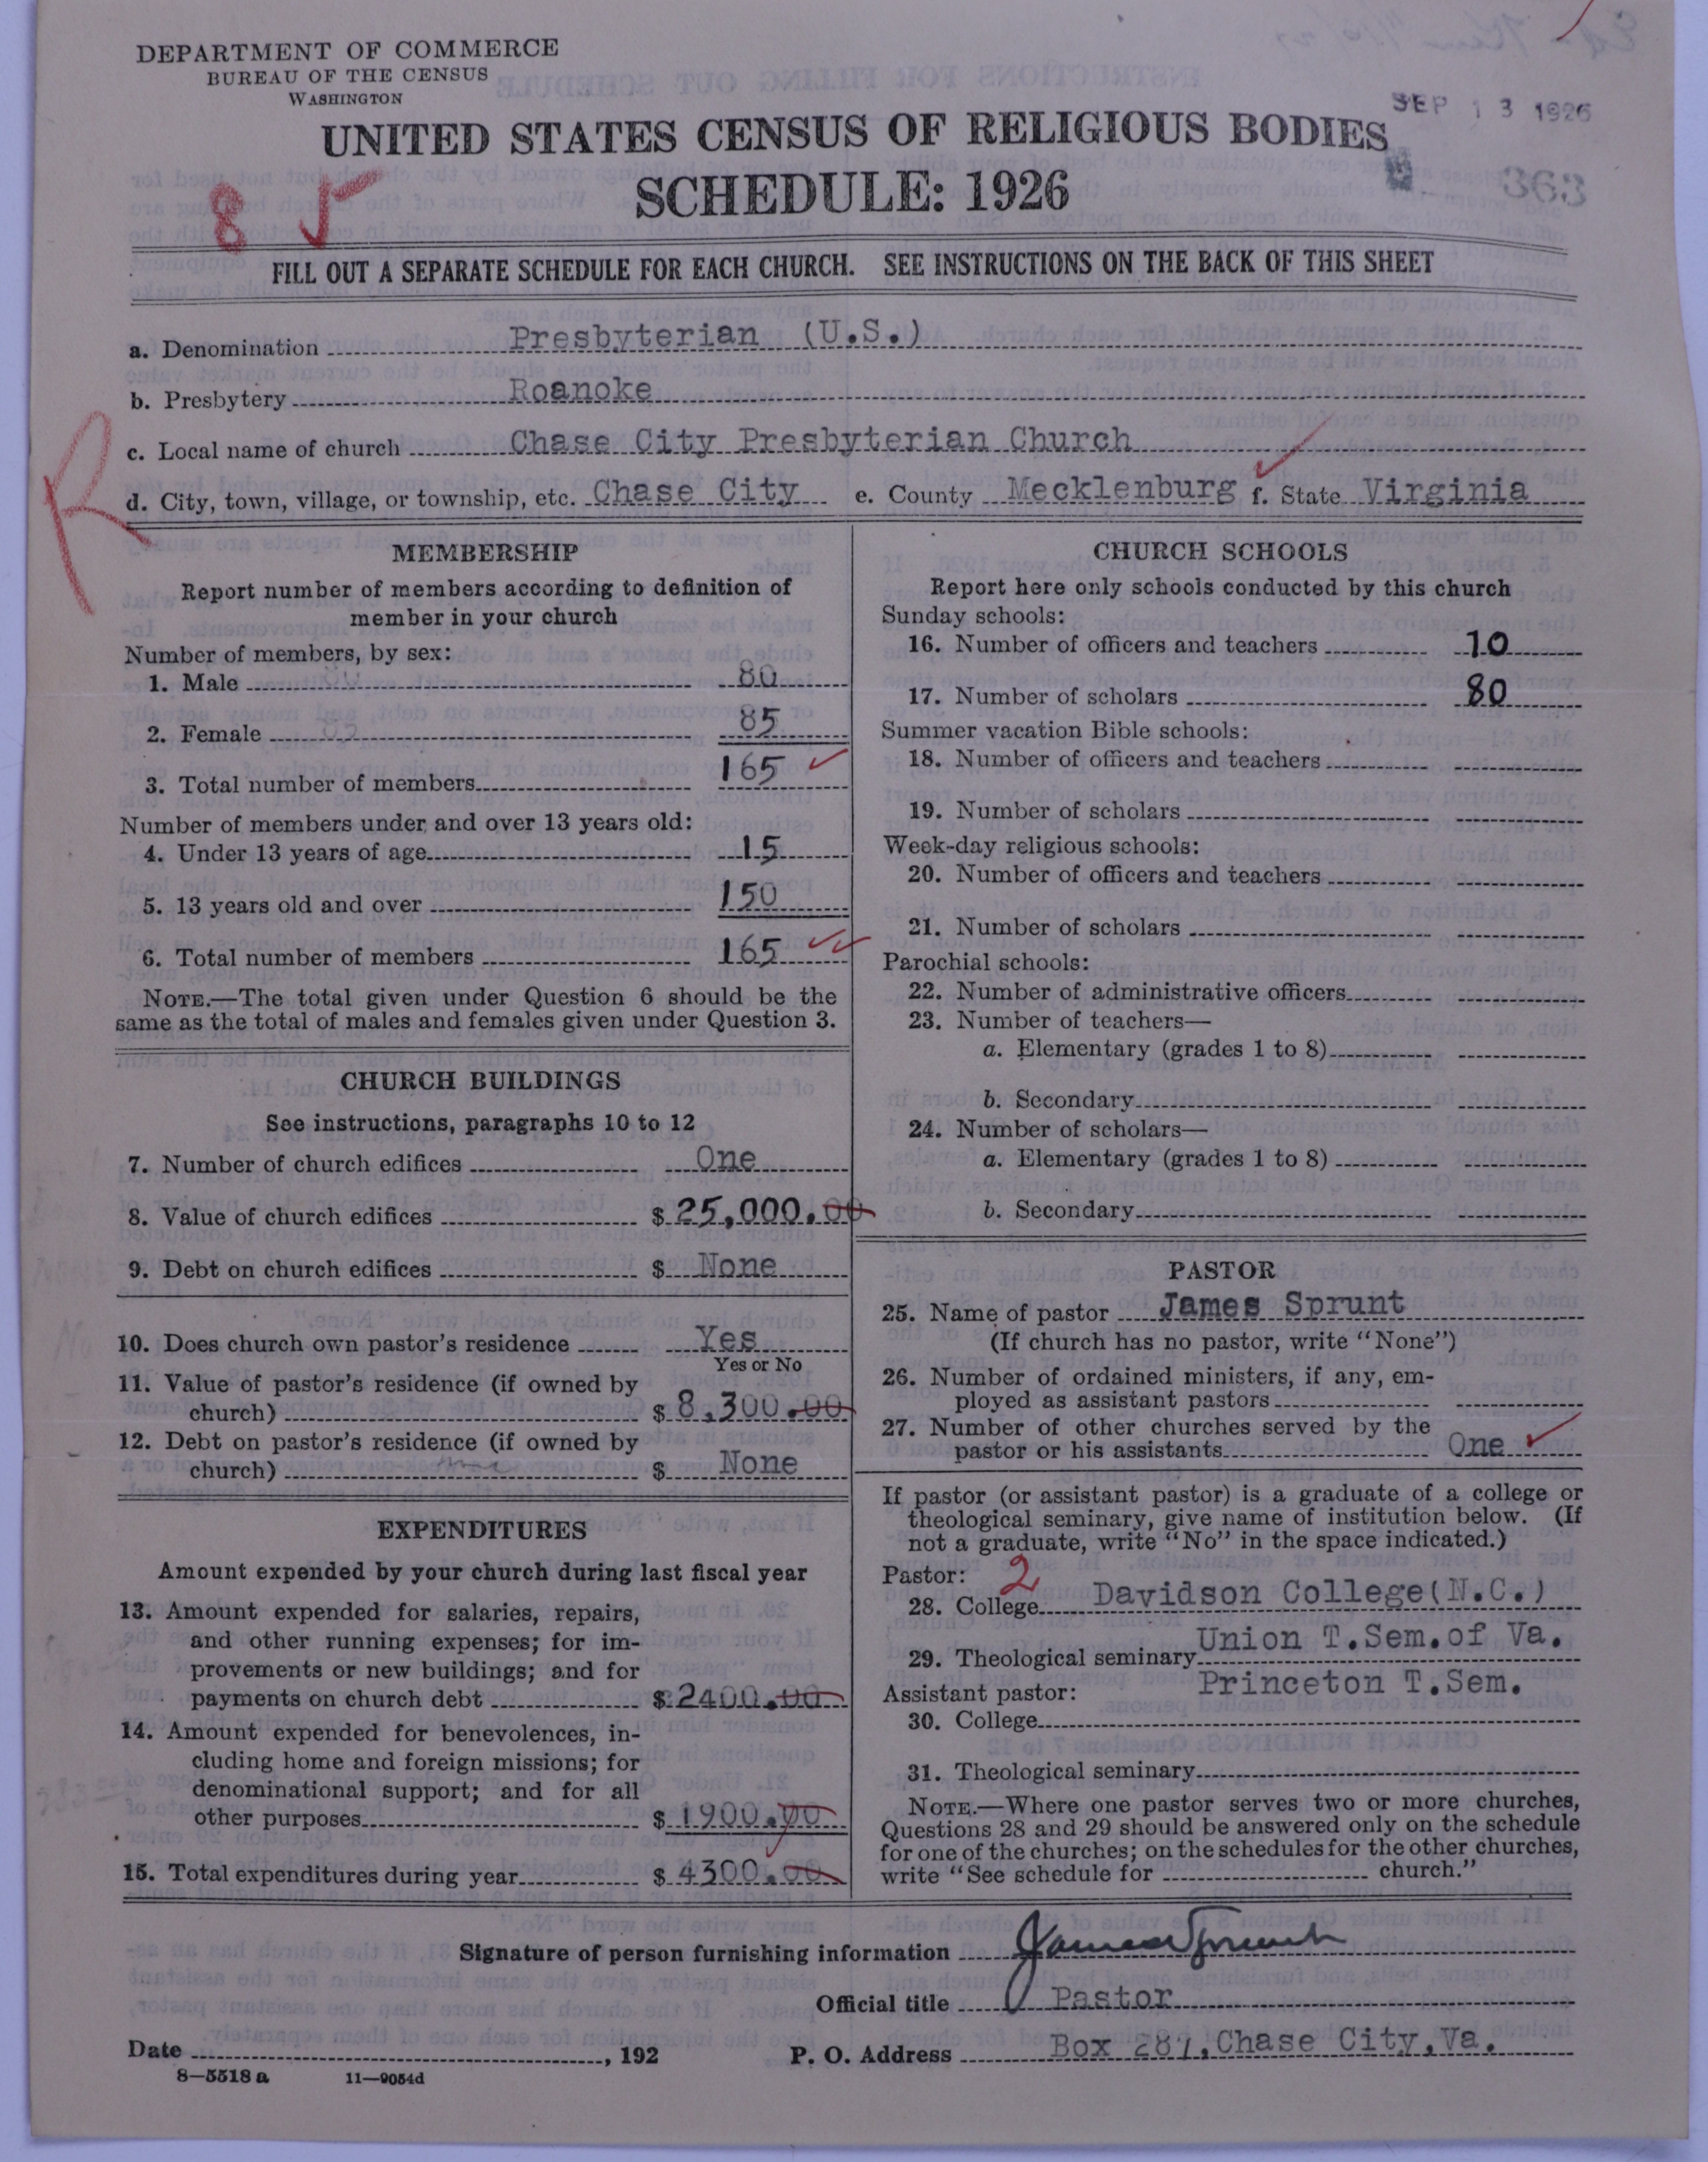 DEPARTMENT OF COMMERCE
BUREAU OF THE CENSUS
WASHINGTON
SEP 13 1926
UNITED STATES CENSUS OF RELIGIOUS BODIES
SCHEDULE: 1926
363
8 5
FILL OUT A SEPARATE SCHEDULE FOR EACH CHURCH. SEE INSTRUCTIONS ON THE BACK OF THIS SHEET
a. Denomination Presbyterian (U.S.)
b. Presbytery Roanoke
c. Local name of church Chase City Presbyterian Church
d. City, town, village, or township, etc. Chase City e. County Mecklenburg f. State Virginia
R
MEMBERSHIP
Report number of members according to definition of
member in your church
Number of members, by sex:
1. Male 80 80
2. Female 85 85
3. Total number of members 165
Number of members under and over 13 years old:
4. Under 13 years of age 15
5. 13 years old and over 150
6. Total number of members 165
NOTE.—The total given under Question 6 should be the
same as the total of males and females given under Question 3.
CHURCH BUILDINGS
See instructions, paragraphs 10 to 12
7. Number of church edifices One
8. Value of church edifices $ 25,000.00
9. Debt on church edifices $ None
10. Does church own pastor's residence Yes
Yes or No
11. Value of pastor's residence (if owned by
church) $ 8,300.00
12. Debt on pastor's residence (if owned by
church) $ None
EXPENDITURES
Amount expended by your church during last fiscal year
13. Amount expended for salaries, repairs,
and other running expenses; for im-
provements or new buildings; and for
payments on church debt $ 2400.00
14. Amount expended for benevolences, in-
cluding home and foreign missions; for
denominational support; and for all
other purposes $ 1900.00
15. Total expenditures during year $ 4300.00
CHURCH SCHOOLS
Report here only schools conducted by this church
Sunday schools:
16. Number of officers and teachers 10
17. Number of scholars 80
Summer vacation Bible schools:
18. Number of officers and teachers
19. Number of scholars
Week-day religious schools:
20. Number of officers and teachers
21. Number of scholars
Parochial schools:
22. Number of administrative officers
23. Number of teachers—
a. Elementary (grades 1 to 8)
b. Secondary
24. Number of scholars—
a. Elementary (grades 1 to 8)
b. Secondary
PASTOR
25. Name of pastor James Sprunt
(If church has no pastor, write "None")
26. Number of ordained ministers, if any, em-
ployed as assistant pastors
27. Number of other churches served by the
pastor or his assistants One
If pastor (or assistant pastor) is a graduate of a college or
theological seminary, give name of institution below. (If
not a graduate, write "No" in the space indicated.)
Pastor: 2
28. College Davidson College(N.C.)
Union T.Sem.of Va.
29. Theological seminary
Princeton T.Sem.
Assistant pastor:
30. College
31. Theological seminary
NOTE.—Where one pastor serves two or more churches,
Questions 28 and 29 should be answered only on the schedule
for one of the churches; on the schedules for the other churches,
write "See schedule for church."
Signature of person furnishing information James Sprunt
Official title Pastor
Date , 192 P. O. Address Box 287,Chase City,Va.
8—5518 a 11—9054d